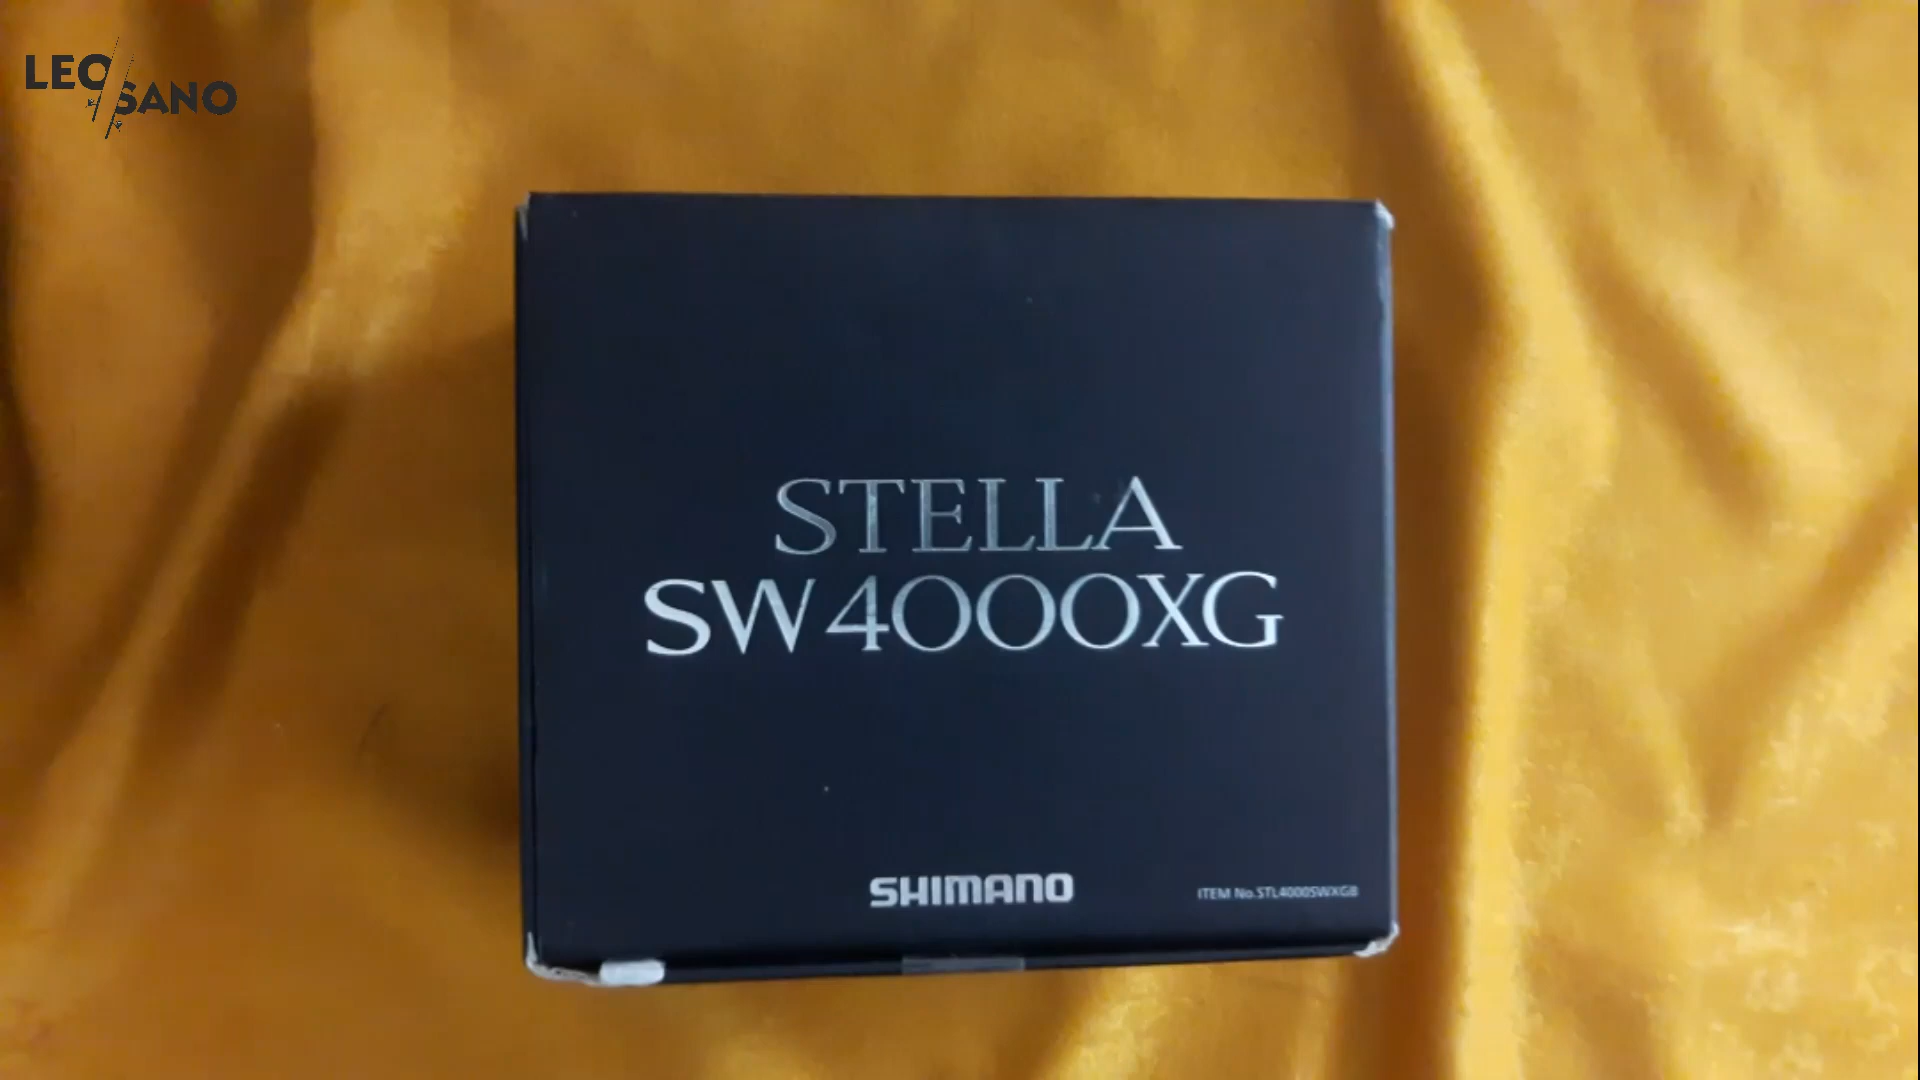 LEO
SANO
STELLA
SW4000XG
SHIMANO
ITEM No.STL4000SWXGB